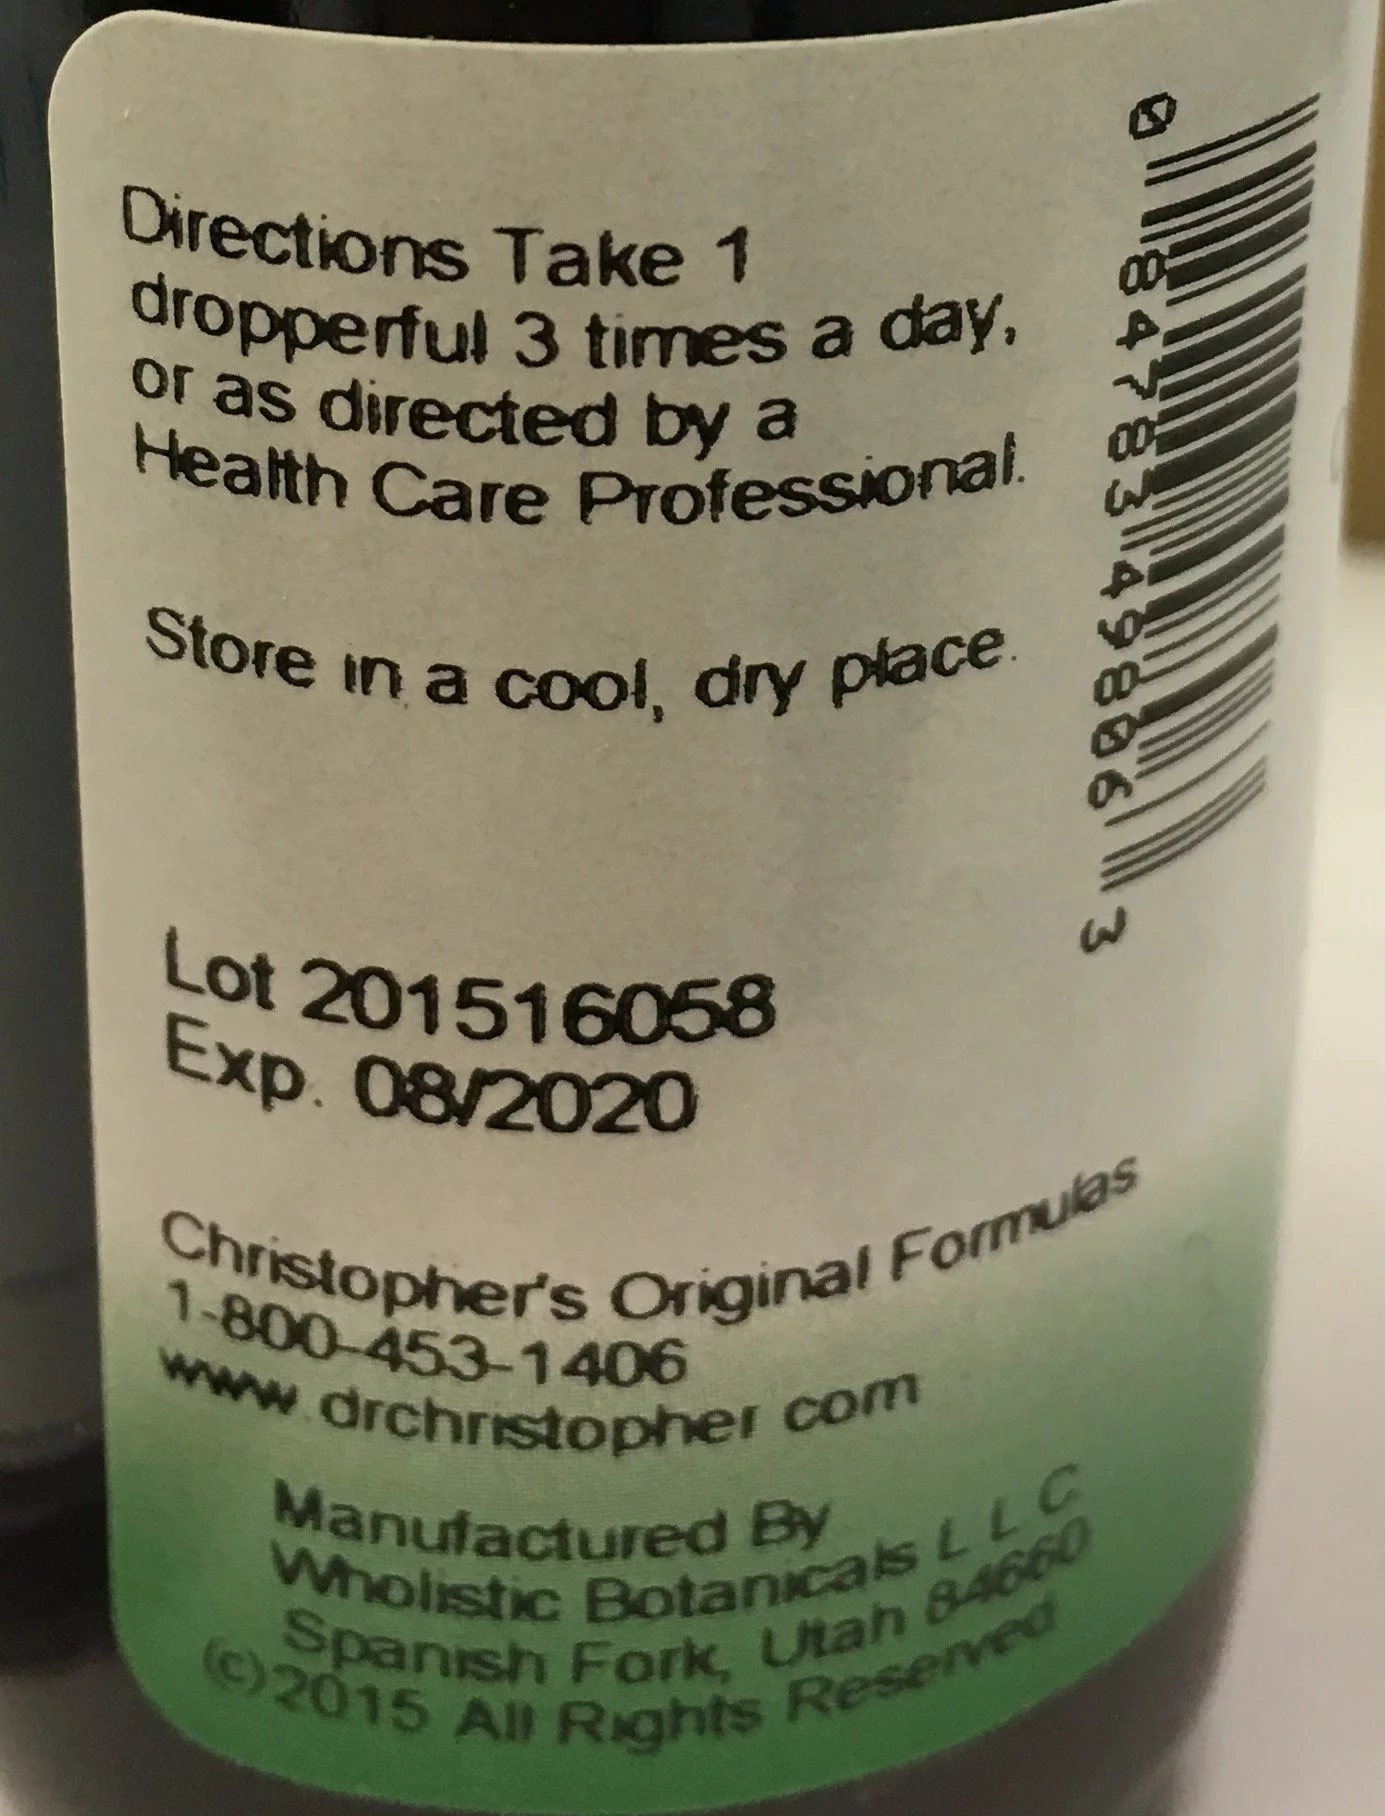 Directions Take 1
dropperful 3 times a day,
or as directed by a
Health Care Professional.
Store in a cool, dry place.
Lot 201516058
Exp. 08/2020
Christopher's Original Formulas
1-800-453-1406
www.drchristopher.com
Manufactured By
Wholistic Botanicals L L C
Spanish Fork, Utah 84660
(c)2015 All Rights Reserved
0 84783 49806 3